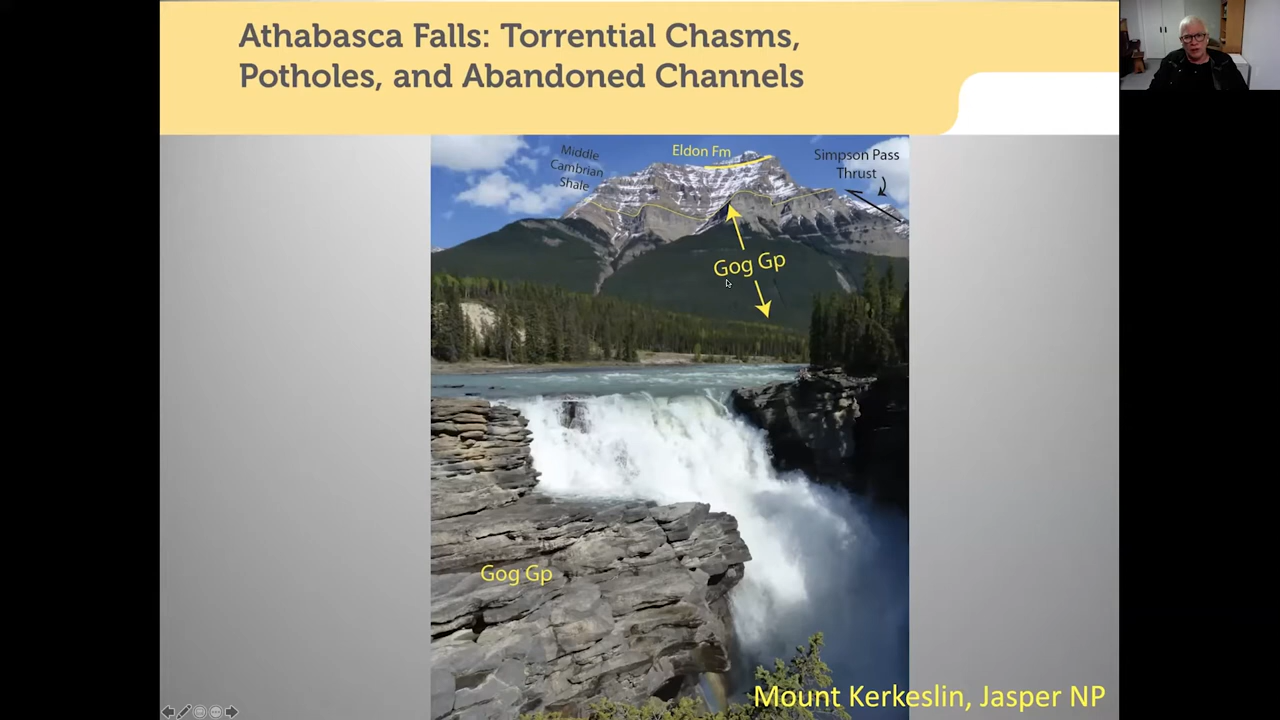 Athabasca Falls: Torrential Chasms,
Potholes, and Abandoned Channels
Middle
Cambrian
Shale
Eldon Fm
Simpson Pass
Thrust
Gog Gp
Gog Gp
Mount Kerkeslin, Jasper NP